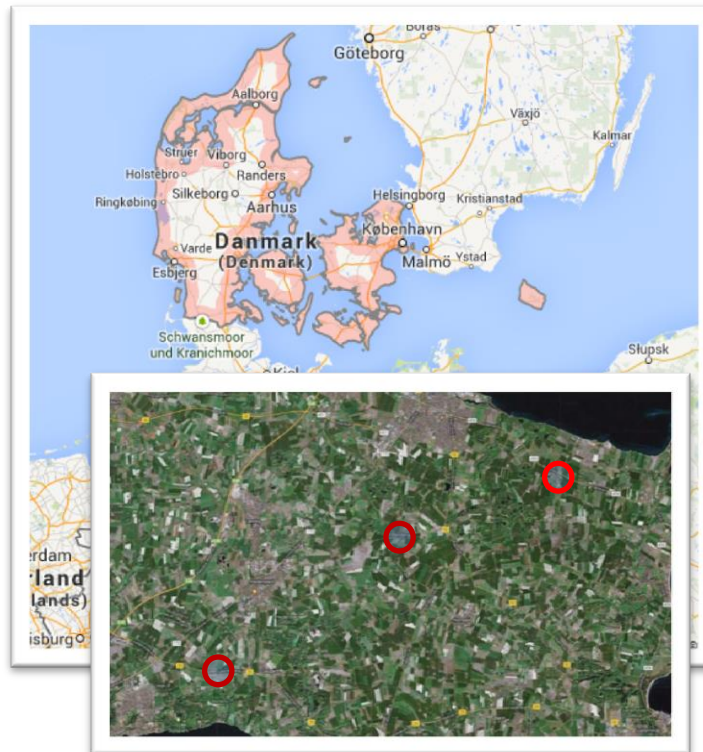 Borås
Göteborg
Aalborg
Växjö
Kalmar
Struer
Viborg
Holstebro
Randers
Silkeborg
Helsingborg
Kristianstad
Ringkøbing
Aarhus
København
Varde
Danmark
(Denmark)
Malmö
Ystad
Esbjerg
Schwansmoor
und Kranichmoor
Słupsk
Kiel
erdam
rland
lands)
isburg